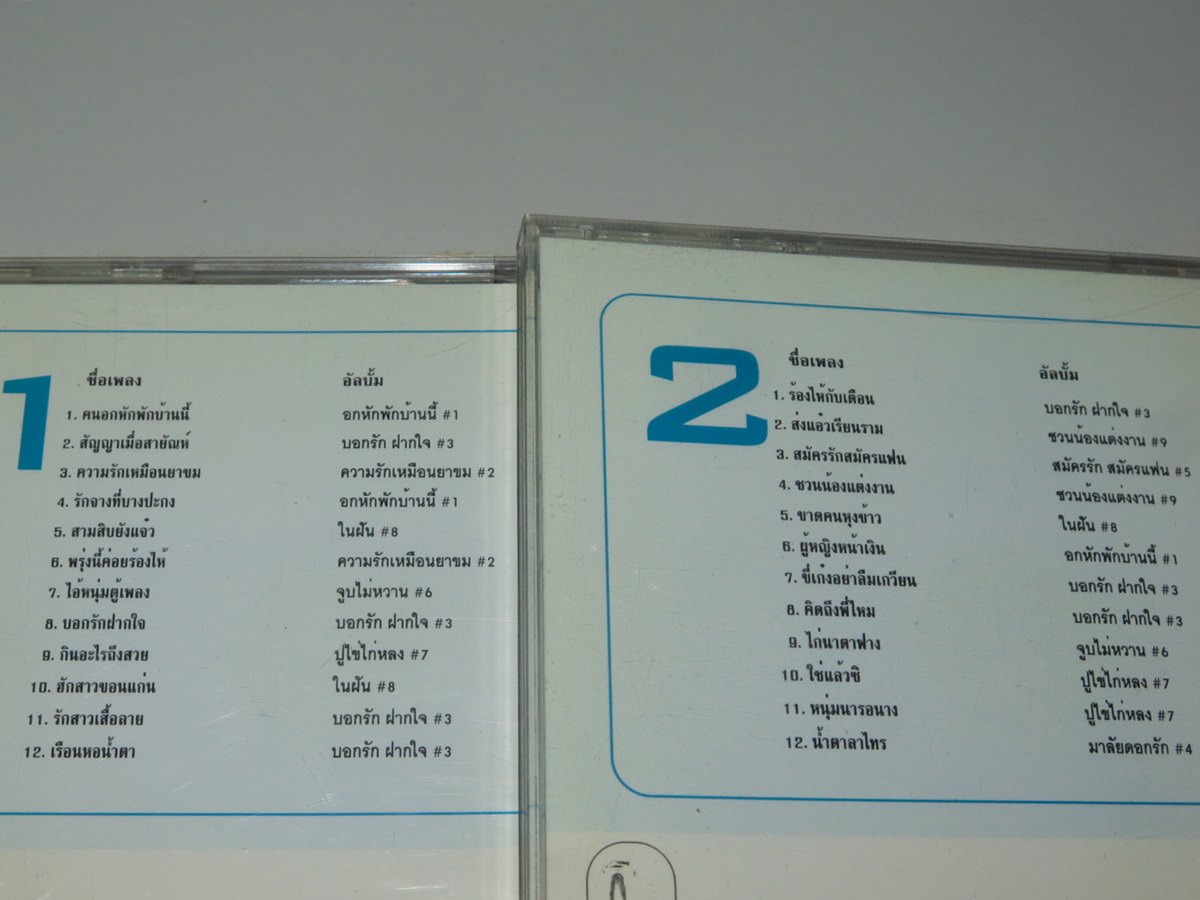 1
ชื่อเพลง อัลบั้ม
1. คนอกหักพักบ้านนี้ อกหักพักบ้านนี้ #1
2. สัญญาเมื่อสายัณห์ บอกรัก ฝากใจ #3
3. ความรักเหมือนยาขม ความรักเหมือนยาขม #2
4. รักจางที่บางปะกง อกหักพักบ้านนี้ #1
5. สามสิบยังแจ๋ว ในฝัน #8
6. พรุ่งนี้ค่อยร้องไห้ ความรักเหมือนยาขม #2
7. ไอ้หนุ่มตู้เพลง จูบไม่หวาน #6
8. บอกรักฝากใจ บอกรัก ฝากใจ #3
9. กินอะไรถึงสวย ปูไข่ไก่หลง #7
10. ฮักสาวขอนแก่น ในฝัน #8
11. รักสาวเสื้อลาย บอกรัก ฝากใจ #3
12. เรือนหอน้ำตา บอกรัก ฝากใจ #3
2
ชื่อเพลง อัลบั้ม
1. ร้องไห้กับเดือน บอกรัก ฝากใจ #3
2. ส่งแอ๋วเรียนราม ชวนน้องแต่งงาน #9
3. สมัครรักสมัครแฟน สมัครรัก สมัครแฟน #5
4. ชวนน้องแต่งงาน ชวนน้องแต่งงาน #9
5. ขาดคนหุงข้าว ในฝัน #8
6. ผู้หญิงหน้าเงิน อกหักพักบ้านนี้ #1
7. ขี่เก๋งอย่าลืมเกวียน บอกรัก ฝากใจ #3
8. คิดถึงพี่ไหม บอกรัก ฝากใจ #3
9. ไก่นาตาฟาง จูบไม่หวาน #6
10. ใช่แล้วซิ ปูไข่ไก่หลง #7
11. หนุ่มนารอนาง ปูไข่ไก่หลง #7
12. น้ำตาลาไทร มาลัยดอกรัก #4